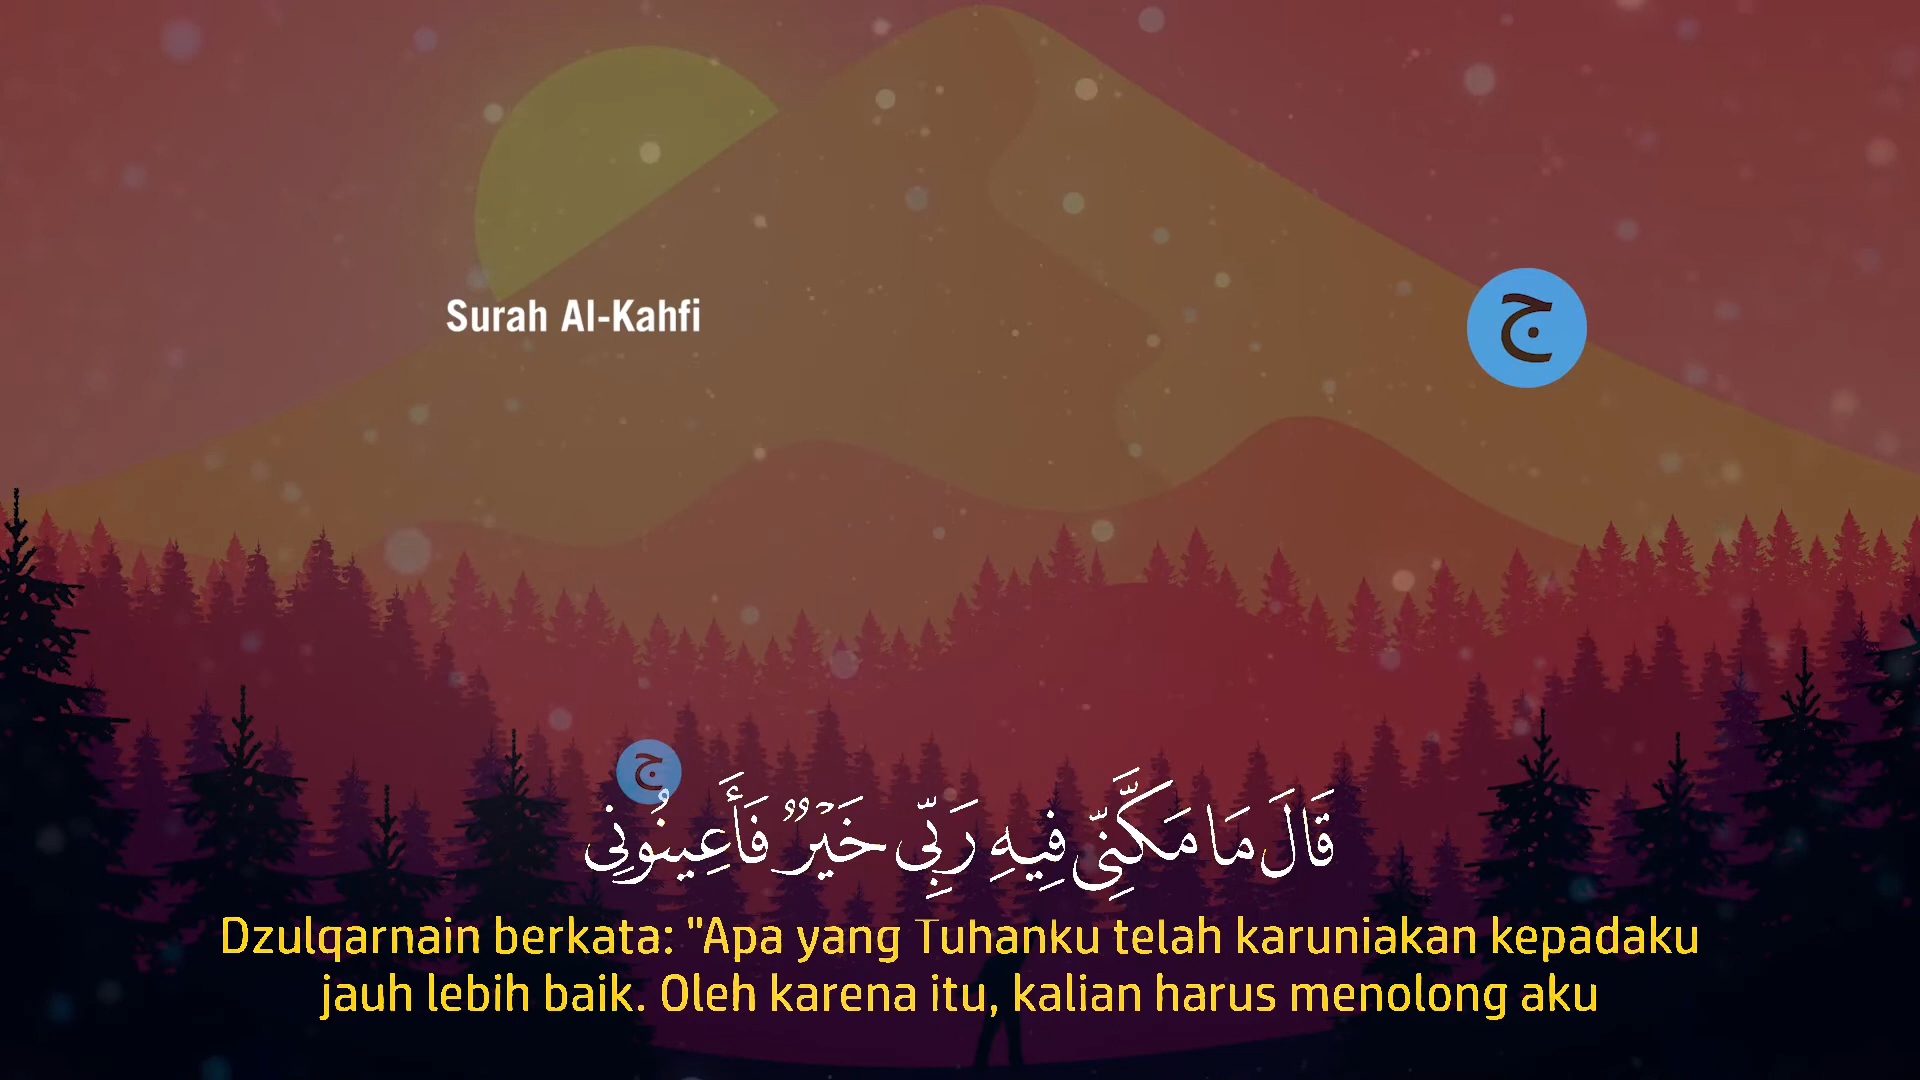 Surah Al-Kahfi
ج
ج
قَالَ مَا مَكَّنِّى فِيهِ رَبِّى خَيْرٌ فَأَعِينُونِى
Dzulqarnain berkata: "Apa yang Tuhanku telah karuniakan kepadaku
jauh lebih baik. Oleh karena itu, kalian harus menolong aku